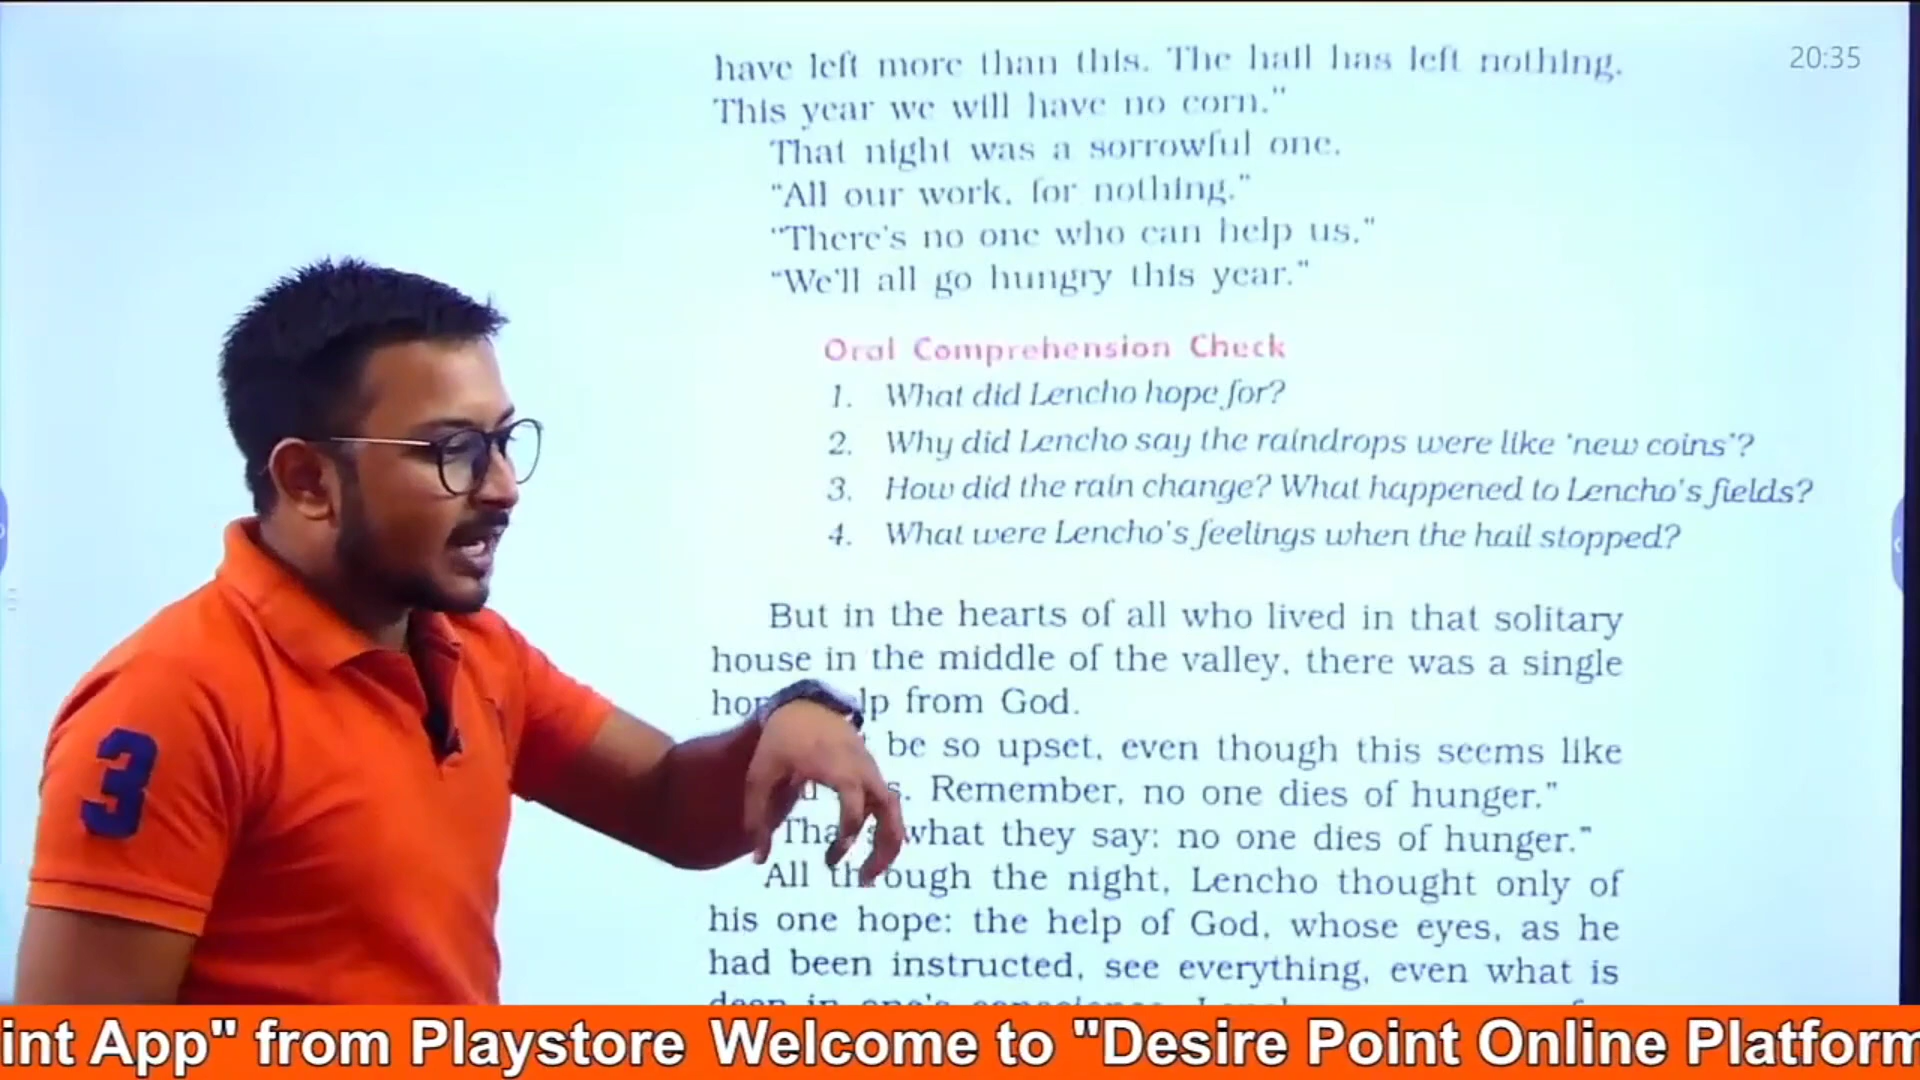 have left more than this. The hail has left nothing.
20:35
This year we will have no corn."
That night was a sorrowful one.
"All our work, for nothing."
"There's no one who can help us."
"We'll all go hungry this year."
Oral Comprehension Check
1. What did Lencho hope for?
2. Why did Lencho say the raindrops were like 'new coins'?
3. How did the rain change? What happened to Lencho's fields?
4. What were Lencho's feelings when the hail stopped?
But in the hearts of all who lived in that solitary
house in the middle of the valley, there was a single
from God.
be so upset, even though this seems like
Remember, no one dies of hunger."
what they say: no one dies of hunger."
All through the night, Lencho thought only of
his one hope: the help of God, whose eyes, as he
had been instructed, see everything, even what is
3
int App" from Playstore Welcome to "Desire Point Online Platform